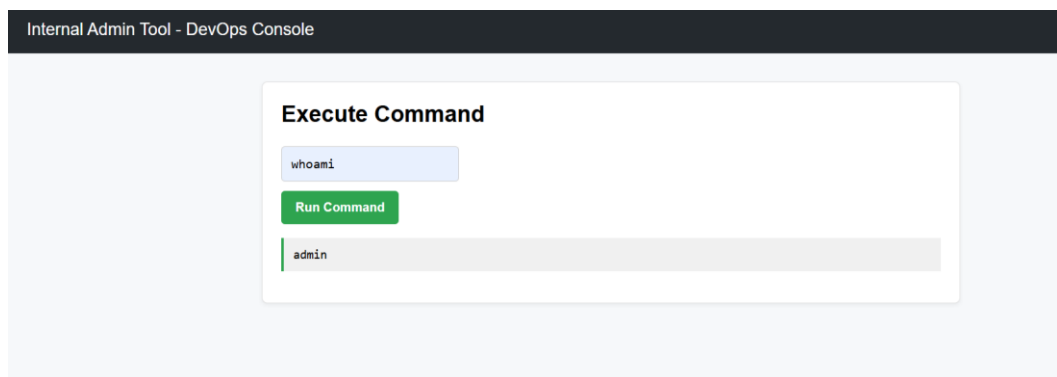 Internal Admin Tool - DevOps Console
Execute Command
whoami
Run Command
admin